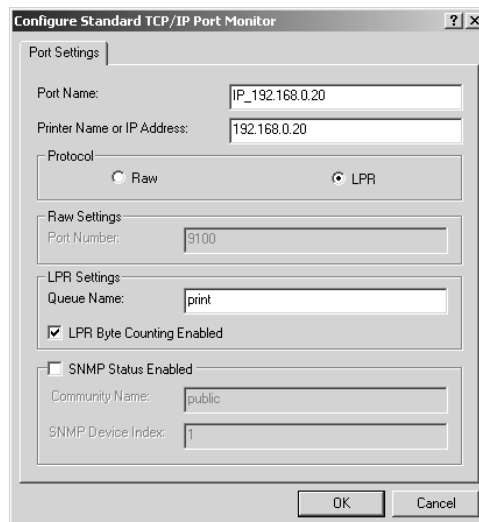 Configure Standard TCP/IP Port Monitor
Port Settings
Port Name: IP_192.168.0.20
Printer Name or IP Address: 192.168.0.20
Protocol
Raw LPR
Raw Settings
Port Number: 9100
LPR Settings
Queue Name: print
LPR Byte Counting Enabled
SNMP Status Enabled
Community Name: public
SNMP Device Index: 1
OK Cancel